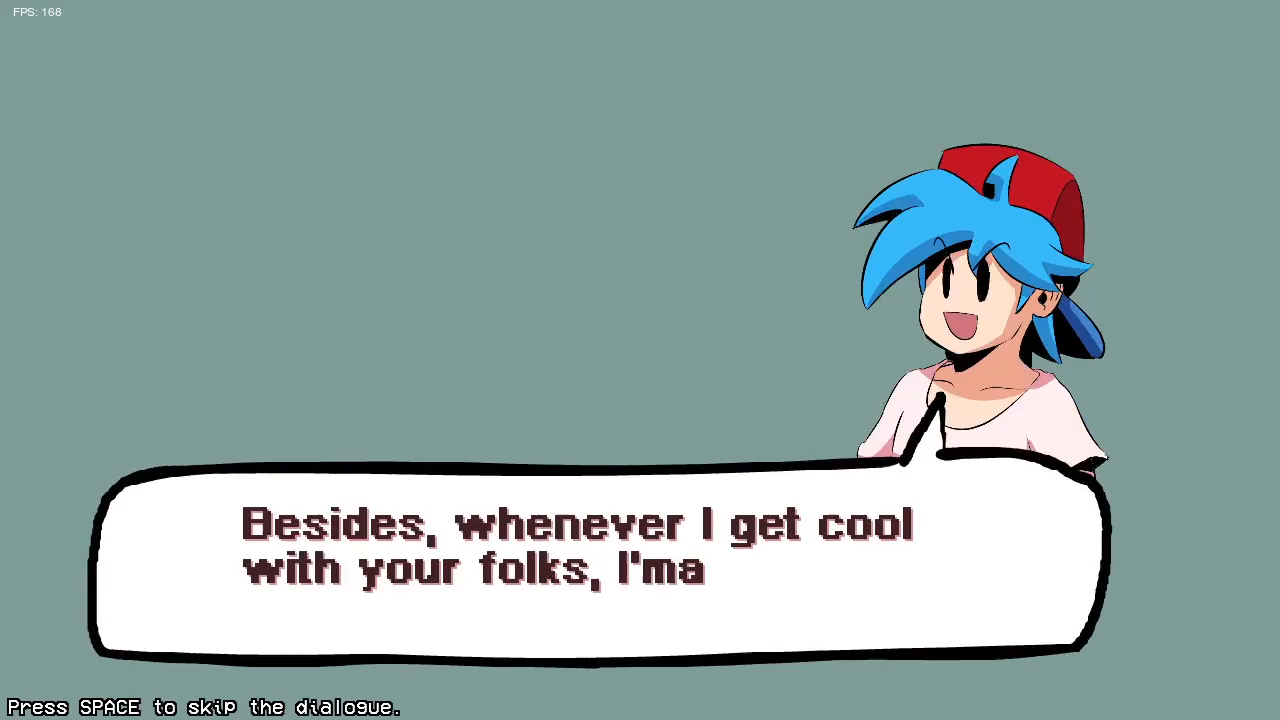 FPS: 168
Besides, whenever I get cool
with your folks, I'ma
Press SPACE to skip the dialogue.